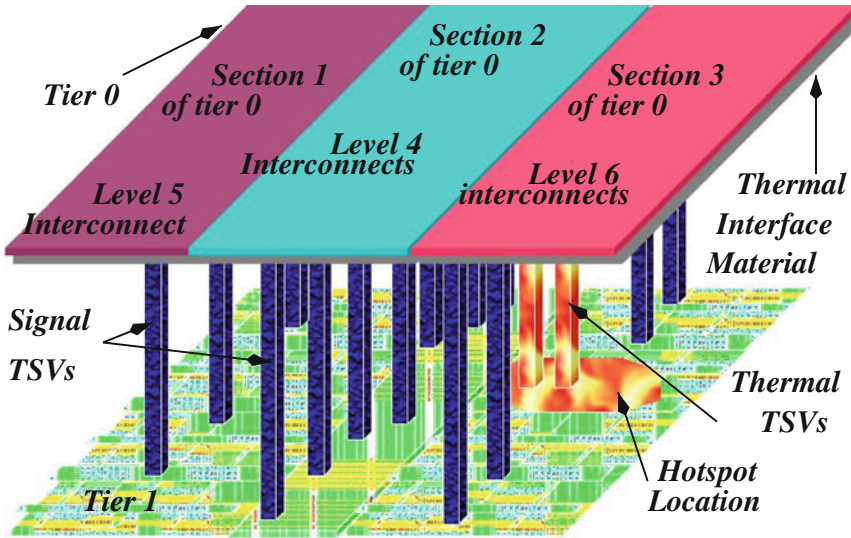 Tier 0
Section 1
of tier 0
Level 5
Interconnect
Section 2
of tier 0
Level 4
Interconnects
Section 3
of tier 0
Level 6
interconnects
Thermal
Interface
Material
Signal
TSVs
Thermal
TSVs
Hotspot
Location
Tier 1